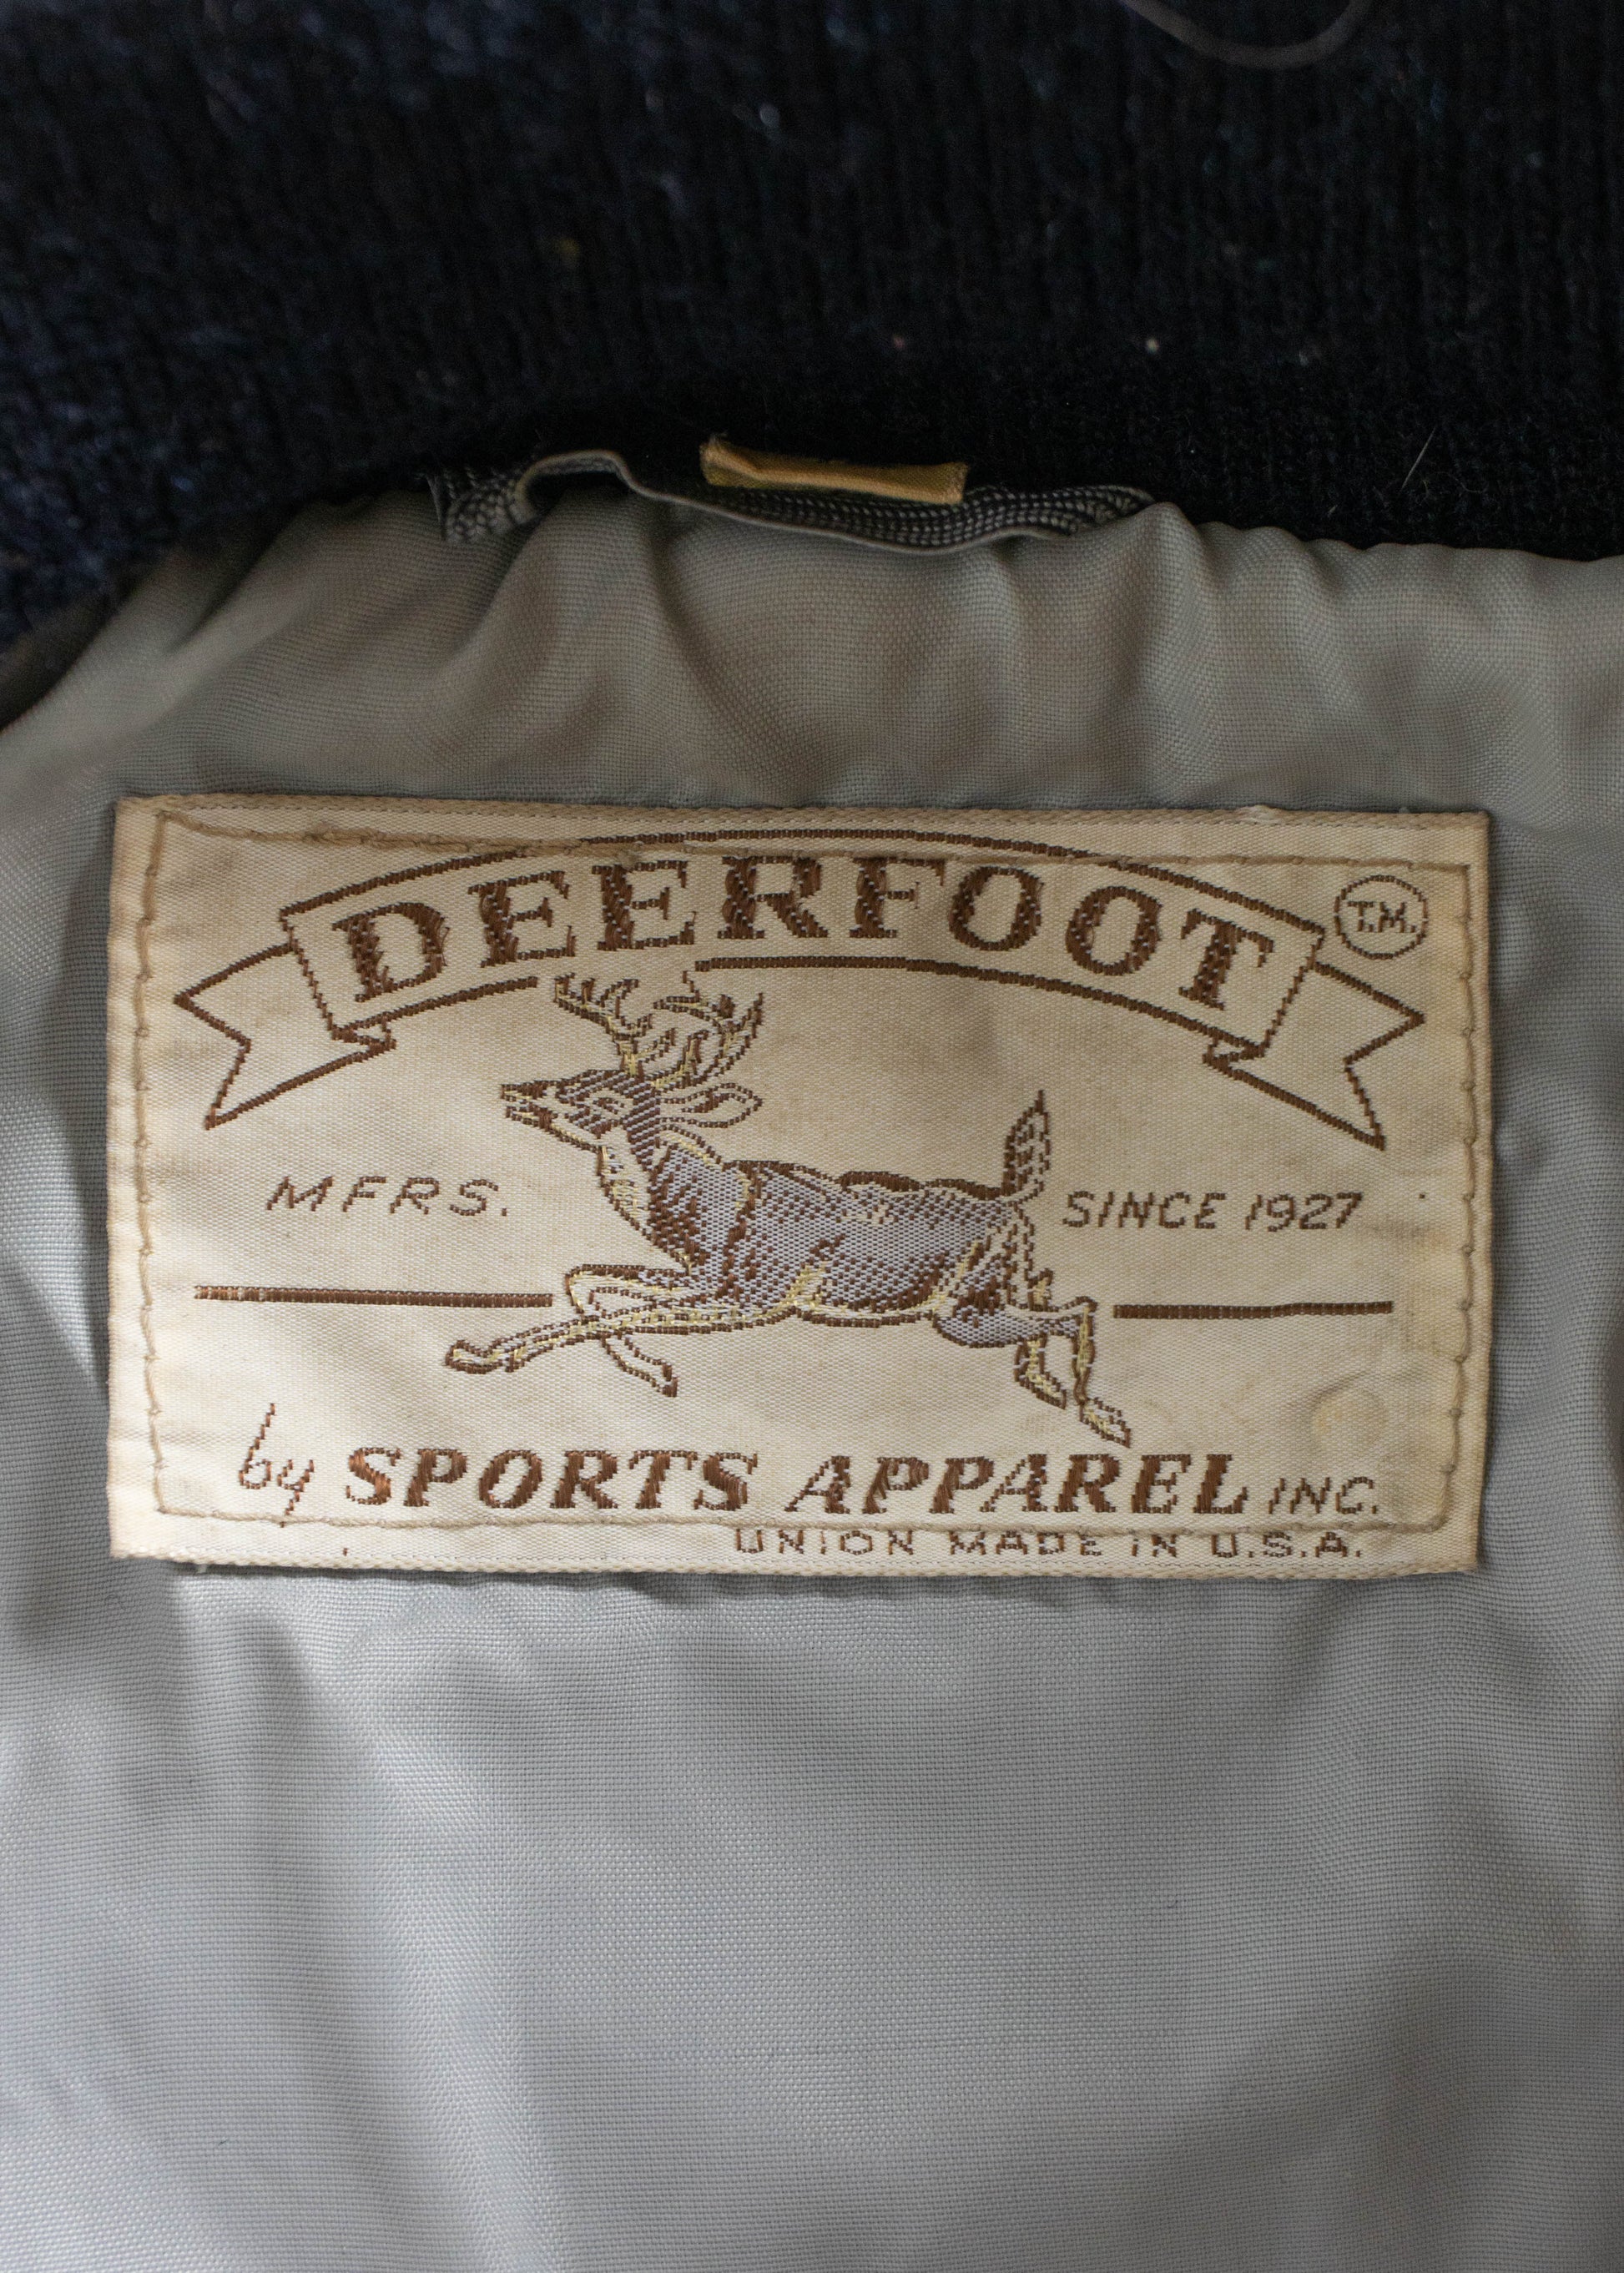 DEERFOOT T.M.
MFRS. SINCE 1927
by SPORTS APPAREL INC.
UNION MADE IN U.S.A.